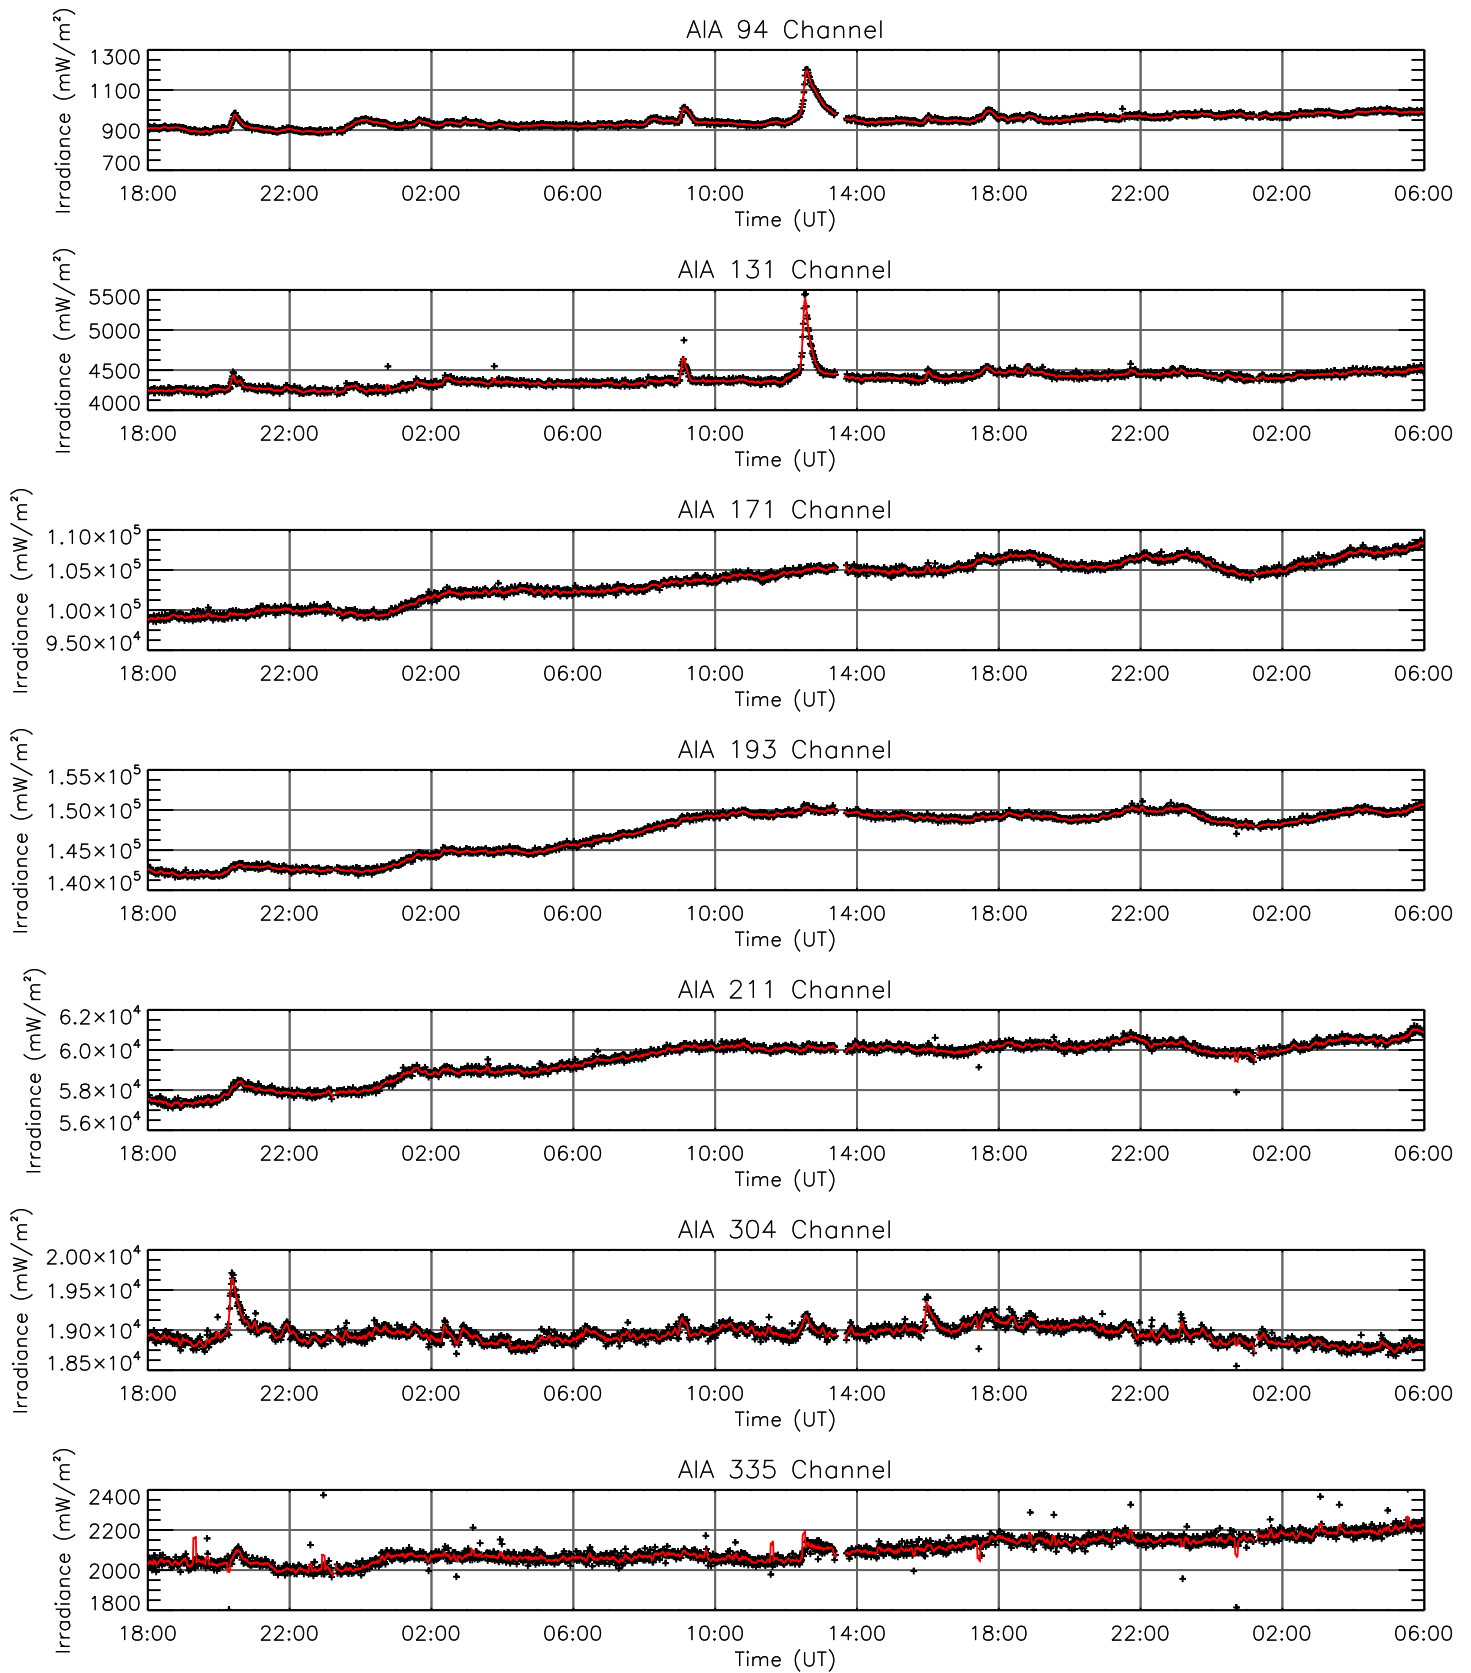 AIA 94 Channel
Irradiance (mW/m²)
1300
1100
900
700
18:00 22:00 02:00 06:00 10:00 14:00 18:00 22:00 02:00 06:00
Time (UT)
AIA 131 Channel
Irradiance (mW/m²)
5500
5000
4500
4000
18:00 22:00 02:00 06:00 10:00 14:00 18:00 22:00 02:00 06:00
Time (UT)
AIA 171 Channel
Irradiance (mW/m²)
1.10×10⁵
1.05×10⁵
1.00×10⁵
9.50×10⁴
18:00 22:00 02:00 06:00 10:00 14:00 18:00 22:00 02:00 06:00
Time (UT)
AIA 193 Channel
Irradiance (mW/m²)
1.55×10⁵
1.50×10⁵
1.45×10⁵
1.40×10⁵
18:00 22:00 02:00 06:00 10:00 14:00 18:00 22:00 02:00 06:00
Time (UT)
AIA 211 Channel
Irradiance (mW/m²)
6.2×10⁴
6.0×10⁴
5.8×10⁴
5.6×10⁴
18:00 22:00 02:00 06:00 10:00 14:00 18:00 22:00 02:00 06:00
Time (UT)
AIA 304 Channel
Irradiance (mW/m²)
2.00×10⁴
1.95×10⁴
1.90×10⁴
1.85×10⁴
18:00 22:00 02:00 06:00 10:00 14:00 18:00 22:00 02:00 06:00
Time (UT)
AIA 335 Channel
Irradiance (mW/m²)
2400
2200
2000
1800
18:00 22:00 02:00 06:00 10:00 14:00 18:00 22:00 02:00 06:00
Time (UT)